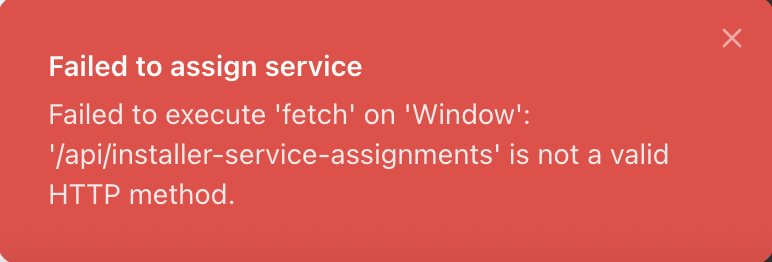 Failed to assign service
Failed to execute 'fetch' on 'Window':
'/api/installer-service-assignments' is not a valid
HTTP method.